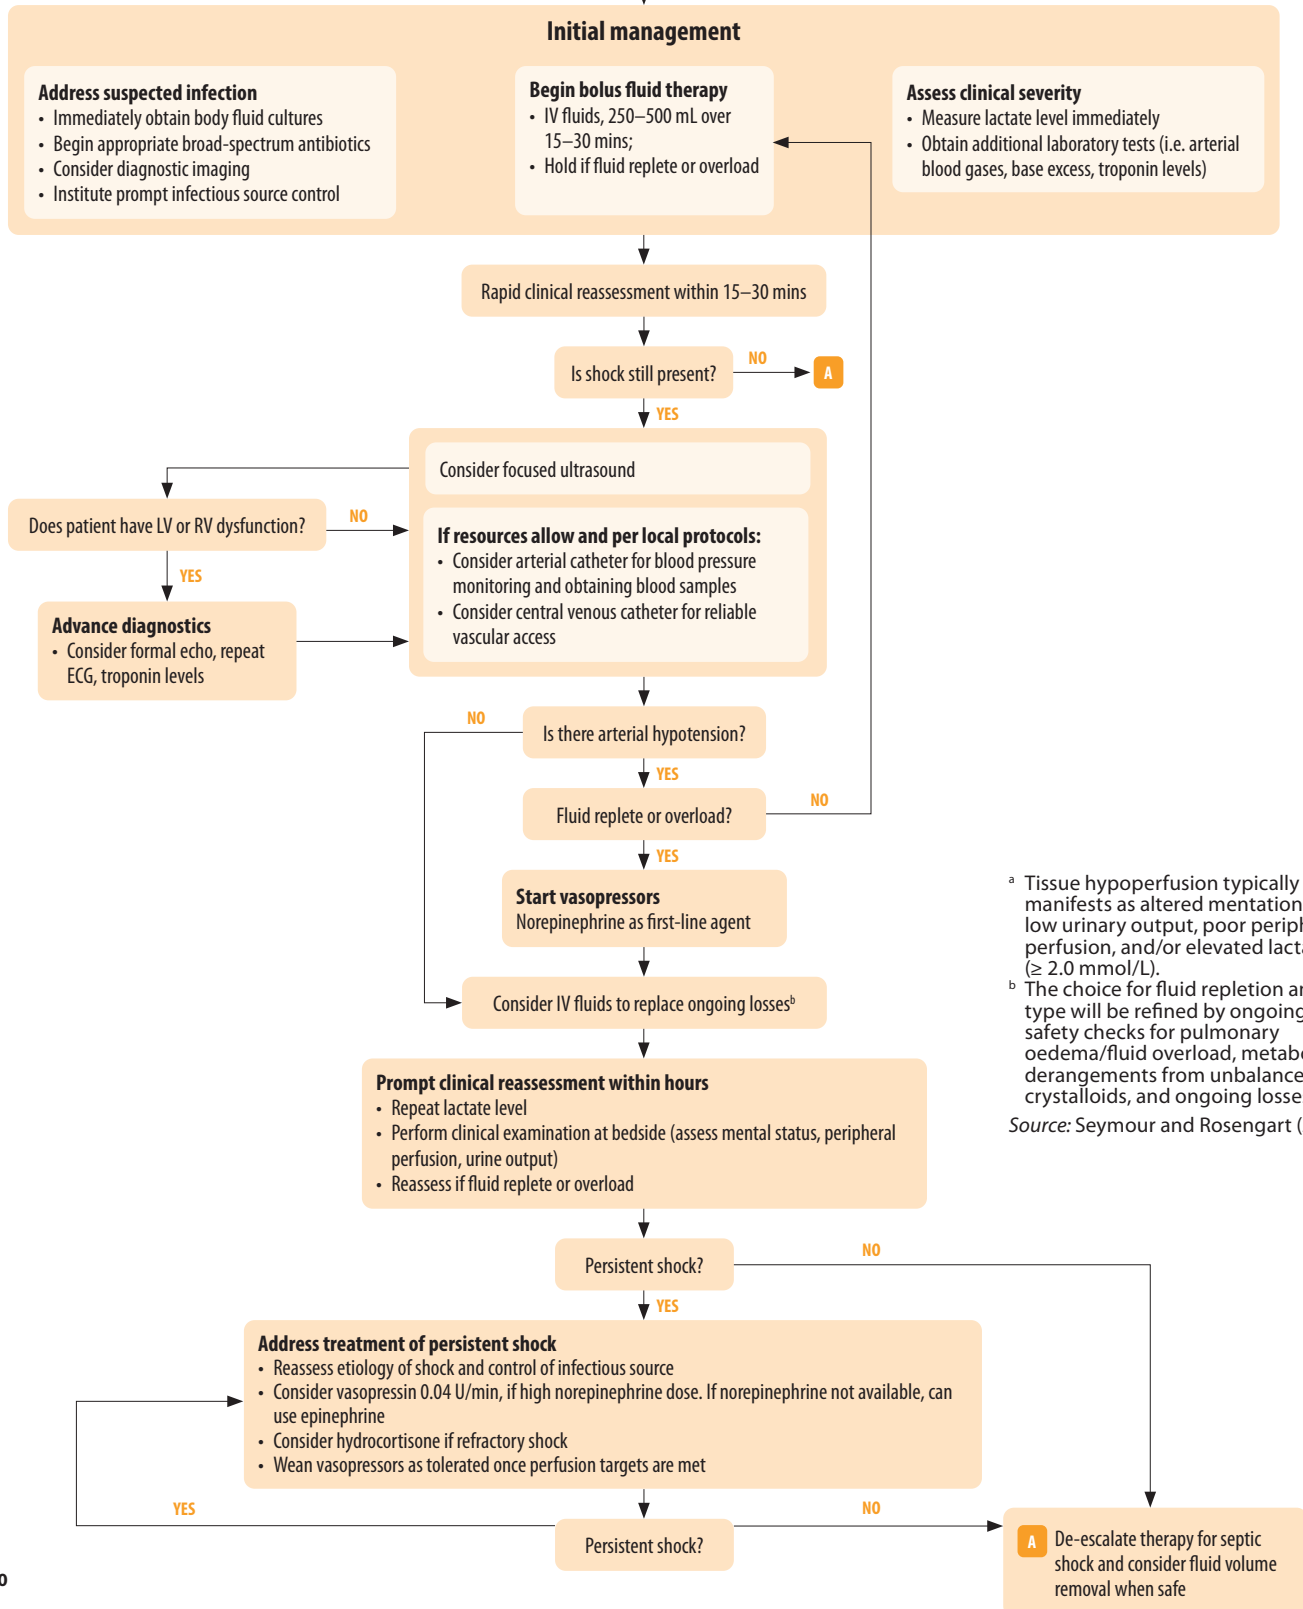 Initial management
Address suspected infection
• Immediately obtain body fluid cultures
• Begin appropriate broad-spectrum antibiotics
• Consider diagnostic imaging
• Institute prompt infectious source control
Begin bolus fluid therapy
• IV fluids, 250–500 mL over
15–30 mins;
• Hold if fluid replete or overload
Assess clinical severity
• Measure lactate level immediately
• Obtain additional laboratory tests (i.e. arterial
blood gases, base excess, troponin levels)
Rapid clinical reassessment within 15–30 mins
Is shock still present?
NO
A
YES
Consider focused ultrasound
Does patient have LV or RV dysfunction?
NO
YES
If resources allow and per local protocols:
• Consider arterial catheter for blood pressure
monitoring and obtaining blood samples
• Consider central venous catheter for reliable
vascular access
Advance diagnostics
• Consider formal echo, repeat
ECG, troponin levels
NO
Is there arterial hypotension?
YES
Fluid replete or overload?
NO
YES
Start vasopressors
Norepinephrine as first-line agent
Consider IV fluids to replace ongoing lossesᵇ
ᵃ Tissue hypoperfusion typically
manifests as altered mentation
low urinary output, poor
perfusion, and/or elevated
(≥ 2.0 mmol/L).
ᵇ The choice for fluid repletion
type will be refined by ongoing
safety checks for pulmonary
oedema/fluid overload,
derangements from
crystalloids, and ongoing
Source: Seymour and Rosengart
Prompt clinical reassessment within hours
• Repeat lactate level
• Perform clinical examination at bedside (assess mental status, peripheral
perfusion, urine output)
• Reassess if fluid replete or overload
Persistent shock?
NO
YES
Address treatment of persistent shock
• Reassess etiology of shock and control of infectious source
• Consider vasopressin 0.04 U/min, if high norepinephrine dose. If norepinephrine not available, can
use epinephrine
• Consider hydrocortisone if refractory shock
• Wean vasopressors as tolerated once perfusion targets are met
YES
Persistent shock?
NO
A De-escalate therapy for septic
shock and consider fluid volume
removal when safe